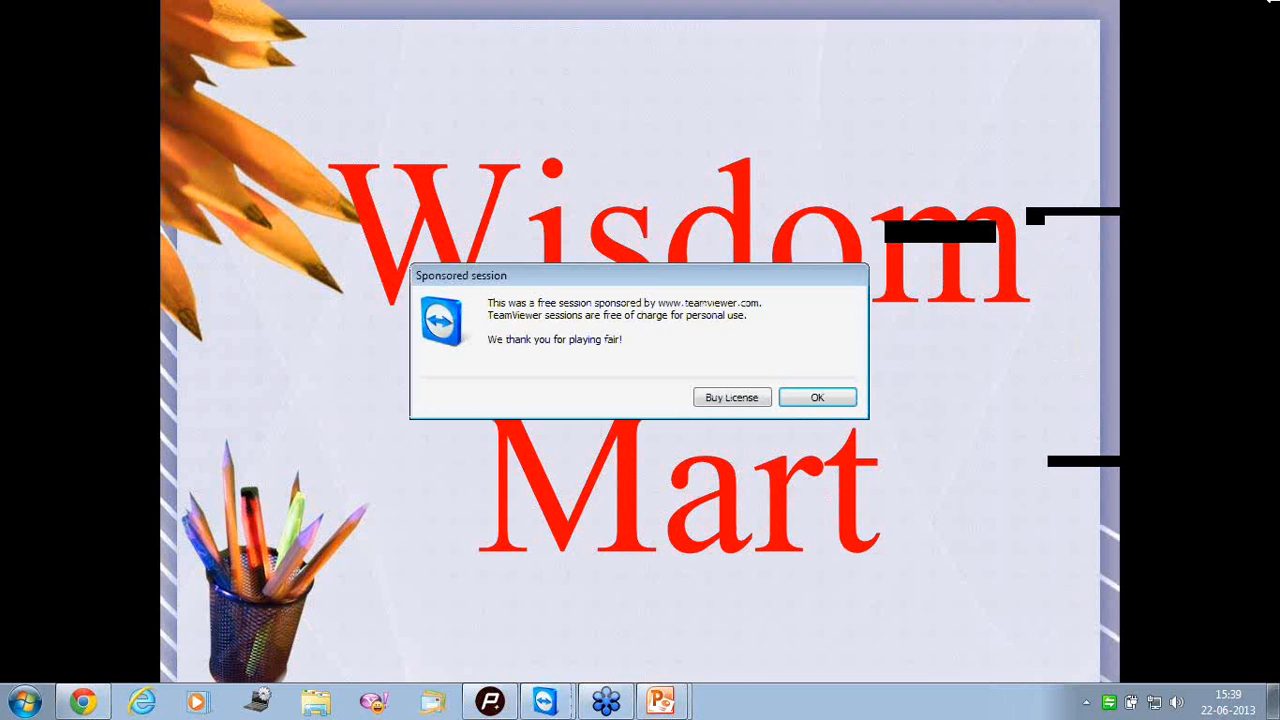 Wisdom
Sponsored session
This was a free session sponsored by www.teamviewer.com.
TeamViewer sessions are free of charge for personal use.
We thank you for playing fair!
Buy License
OK
Mart
15:39
22-06-2013